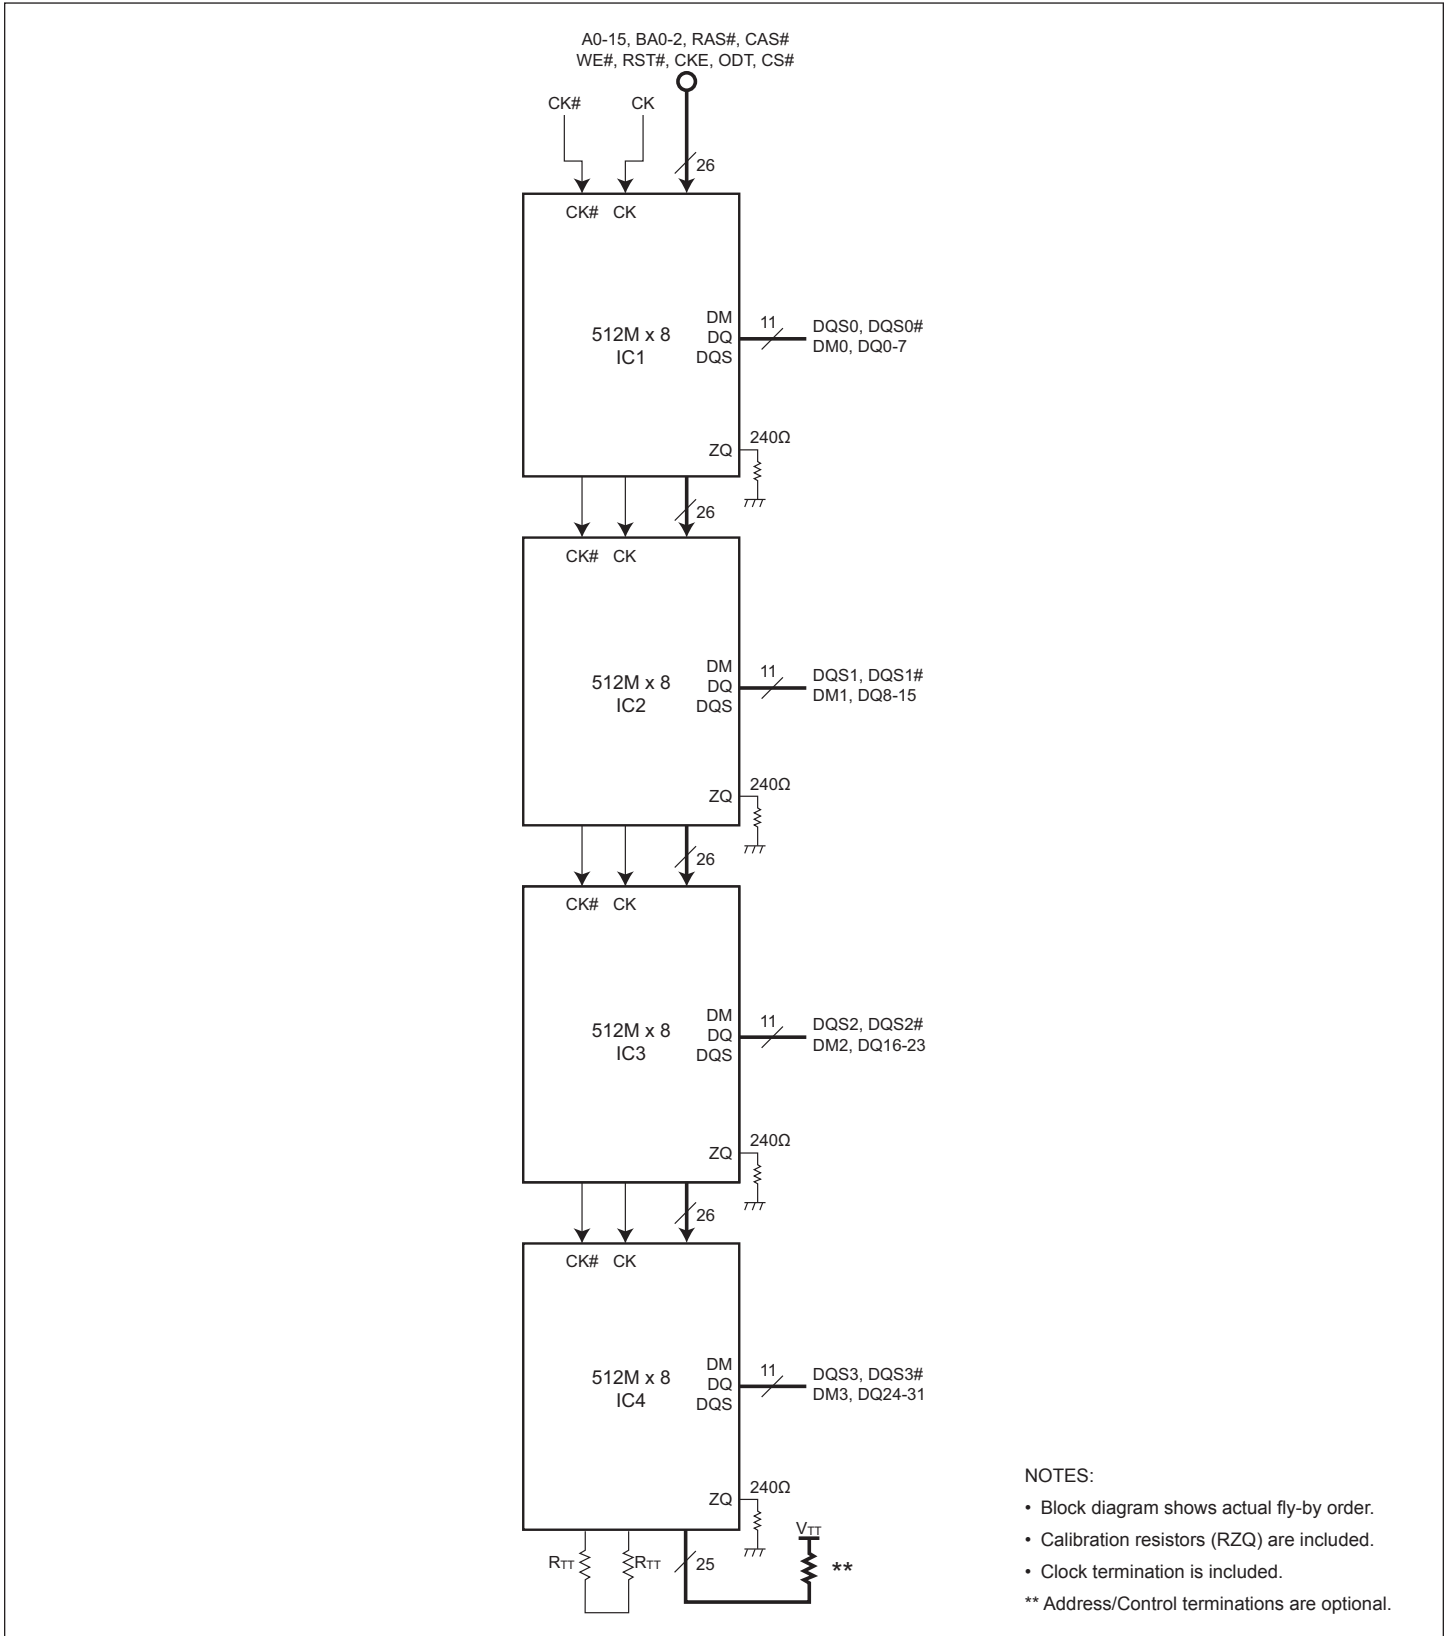 A0-15, BA0-2, RAS#, CAS#
WE#, RST#, CKE, ODT, CS#
CK#
CK
26
CK#
CK
512M x 8
IC1
DM
DQ
DQS
11
DQS0, DQS0#
DM0, DQ0-7
ZQ
240Ω
26
CK#
CK
512M x 8
IC2
DM
DQ
DQS
11
DQS1, DQS1#
DM1, DQ8-15
ZQ
240Ω
26
CK#
CK
512M x 8
IC3
DM
DQ
DQS
11
DQS2, DQS2#
DM2, DQ16-23
ZQ
240Ω
26
CK#
CK
512M x 8
IC4
DM
DQ
DQS
11
DQS3, DQS3#
DM3, DQ24-31
ZQ
240Ω
RTT
RTT
25
VTT
**
NOTES:
• Block diagram shows actual fly-by order.
• Calibration resistors (RZQ) are included.
• Clock termination is included.
** Address/Control terminations are optional.